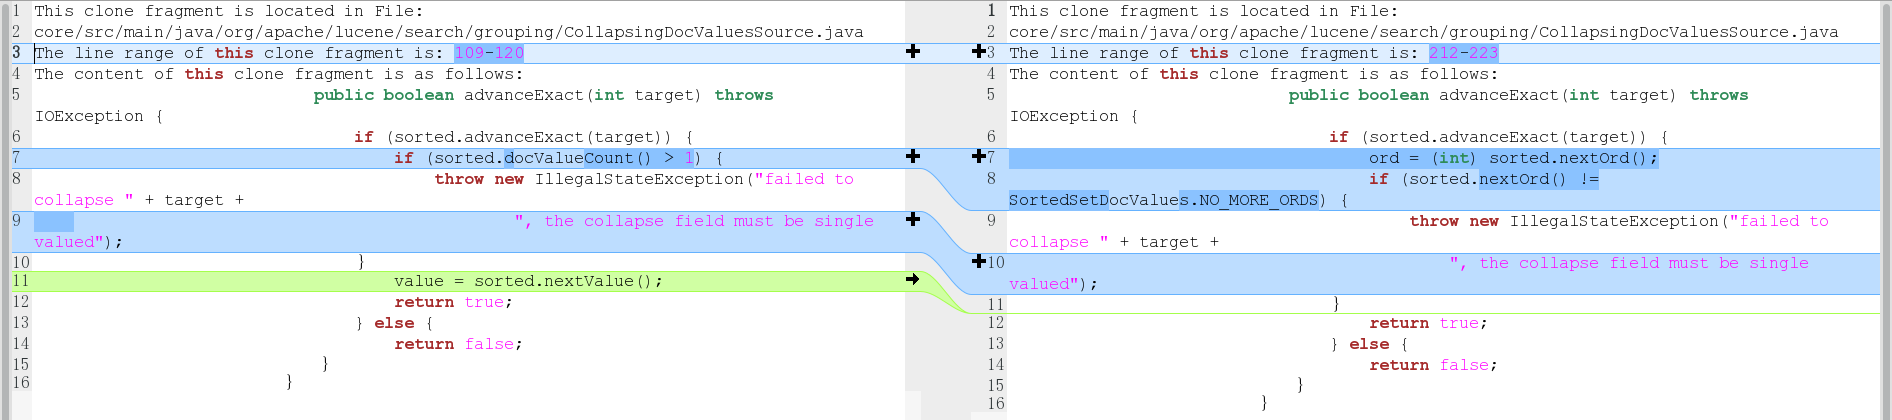 1 This clone fragment is located in File:
2 core/src/main/java/org/apache/lucene/search/grouping/CollapsingDocValuesSource.java
3 The line range of this clone fragment is: 109-120
4 The content of this clone fragment is as follows:
5 public boolean advanceExact(int target) throws
IOException {
6 if (sorted.advanceExact(target)) {
7 if (sorted.docValueCount() > 1) {
8 throw new IllegalStateException("failed to
collapse " + target +
9 ", the collapse field must be single
valued");
10 }
11 value = sorted.nextValue();
12 return true;
13 } else {
14 return false;
15 }
16 }
1 This clone fragment is located in File:
2 core/src/main/java/org/apache/lucene/search/grouping/CollapsingDocValuesSource.java
3 The line range of this clone fragment is: 212-223
4 The content of this clone fragment is as follows:
5 public boolean advanceExact(int target) throws
IOException {
6 if (sorted.advanceExact(target)) {
7 ord = (int) sorted.nextOrd();
8 if (sorted.nextOrd() !=
SortedSetDocValues.NO_MORE_ORDS) {
9 throw new IllegalStateException("failed to
collapse " + target +
10 ", the collapse field must be single
valued");
11 }
12 return true;
13 } else {
14 return false;
15 }
16 }